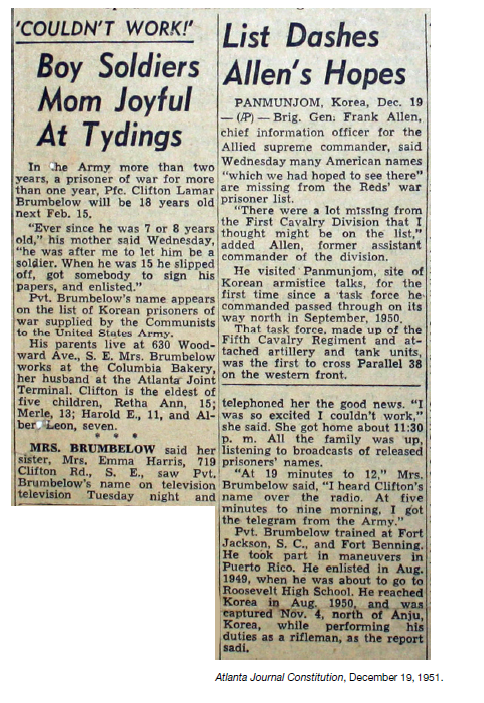 'COULDN'T WORK!'
Boy Soldiers
Mom Joyful
At Tydings
In the Army more than two
years, a prisoner of war for more
than one year, Pfc. Clifton Lamar
Brumbelow will be 18 years old
next Feb. 15.
"Ever since he was 7 or 8 years
old," his mother said Wednesday,
"he was after me to let him be a
soldier. When he was 15 he slipped
off, got somebody to sign his
papers, and enlisted."
Pvt. Brumbelow's name appears
on the list of Korean prisoners of
war supplied by the Communists
to the United States Army.
His parents live at 630 Wood-
ward Ave., S. E. Mrs. Brumbelow
works at the Columbia Bakery,
her husband at the Atlanta Joint
Terminal. Clifton is the eldest of
five children, Retha Ann, 15;
Merle, 13; Harold E., 11, and Al-
bert Leon, seven.
* * *
MRS. BRUMBELOW said her
sister, Mrs. Emma Harris, 719
Clifton Rd., S. E., saw Pvt.
Brumbelow's name on television
television Tuesday night and
List Dashes
Allen's Hopes
PANMUNJOM, Korea, Dec. 19
—(AP)—Brig. Gen. Frank Allen,
chief information officer for the
Allied supreme commander, said
Wednesday many American names
"which we had hoped to see there"
are missing from the Reds' war
prisoner list.
"There were a lot missing from
the First Cavalry Division that I
thought might be on the list,"
added Allen, former assistant
commander of the division.
He visited Panmunjom, site of
Korean armistice talks, for the
first time since a task force he
commanded passed through on its
way north in September, 1950.
That task force, made up of the
Fifth Cavalry Regiment and at-
tached artillery and tank units,
was the first to cross Parallel 38
on the western front.
telephoned her the good news. "I
was so excited I couldn't work,"
she said. She got home about 11:30
p. m. All the family was up,
listening to broadcasts of released
prisoners' names.
"At 19 minutes to 12," Mrs.
Brumbelow said, "I heard Clifton's
name over the radio. At five
minutes to nine morning, I got
the telegram from the Army."
Pvt. Brumbelow trained at Fort
Jackson, S. C., and Fort Benning.
He took part in maneuvers in
Puerto Rico. He enlisted in Aug.
1949, when he was about to go to
Roosevelt High School. He reached
Korea in Aug. 1950, and was
captured Nov. 4, north of Anju,
Korea, while performing his
duties as a rifleman, as the report
sadi.
Atlanta Journal Constitution, December 19, 1951.